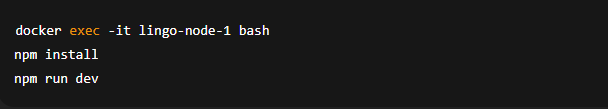 docker exec -it lingo-node-1 bash
npm install
npm run dev